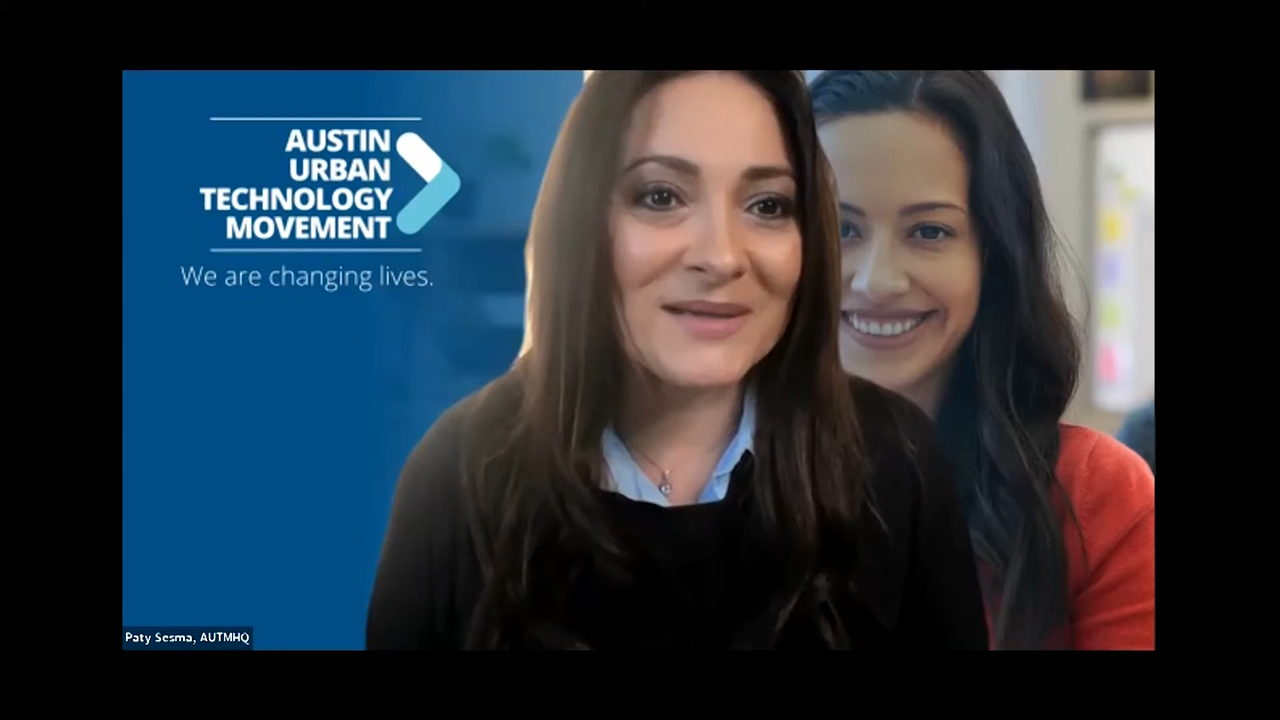 AUSTIN
URBAN
TECHNOLOGY
MOVEMENT
We are changing lives.
Paty Sesma, AUTMHQ